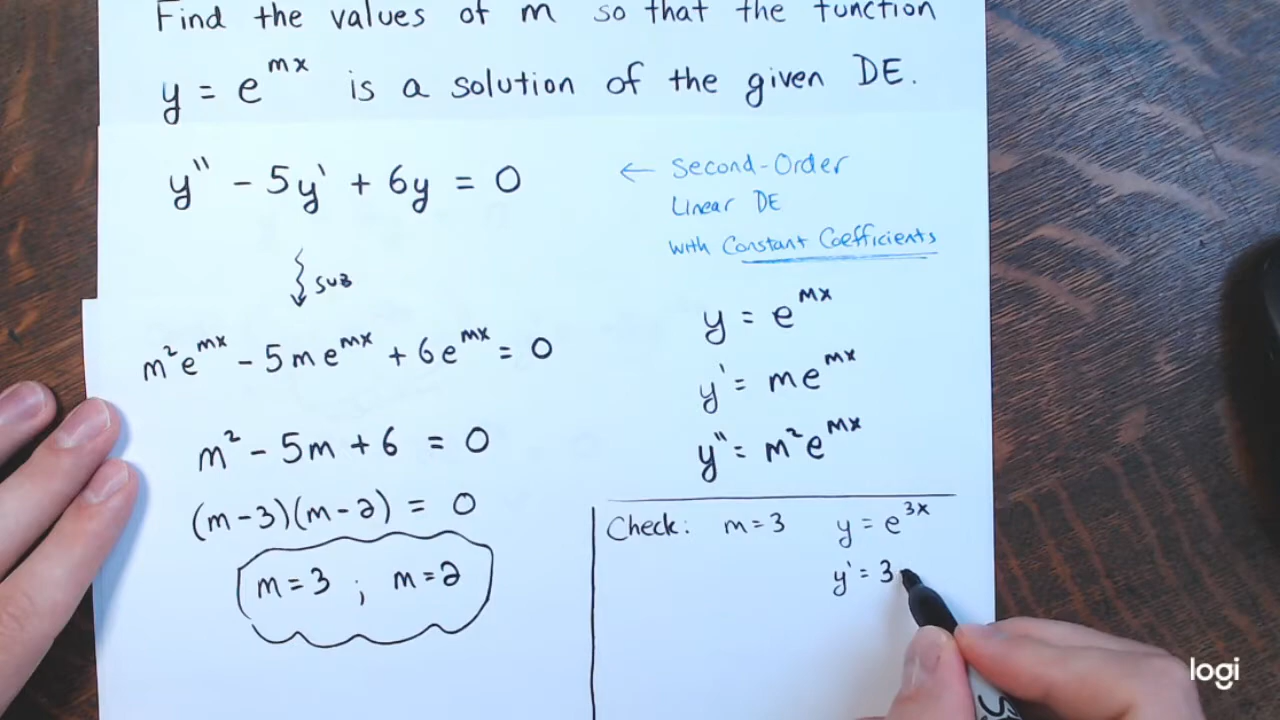 Find the values of m so that the function
y = e^{mx} is a solution of the given DE.
y'' - 5y' + 6y = 0
← Second-Order
Linear DE
with Constant Coefficients
sub
m²e^{mx} - 5me^{mx} + 6e^{mx} = 0
m² - 5m + 6 = 0
(m-3)(m-2) = 0
m=3 ; m=2
y = e^{mx}
y' = me^{mx}
y'' = m²e^{mx}
Check: m=3 y = e^{3x}
y' = 3
logi